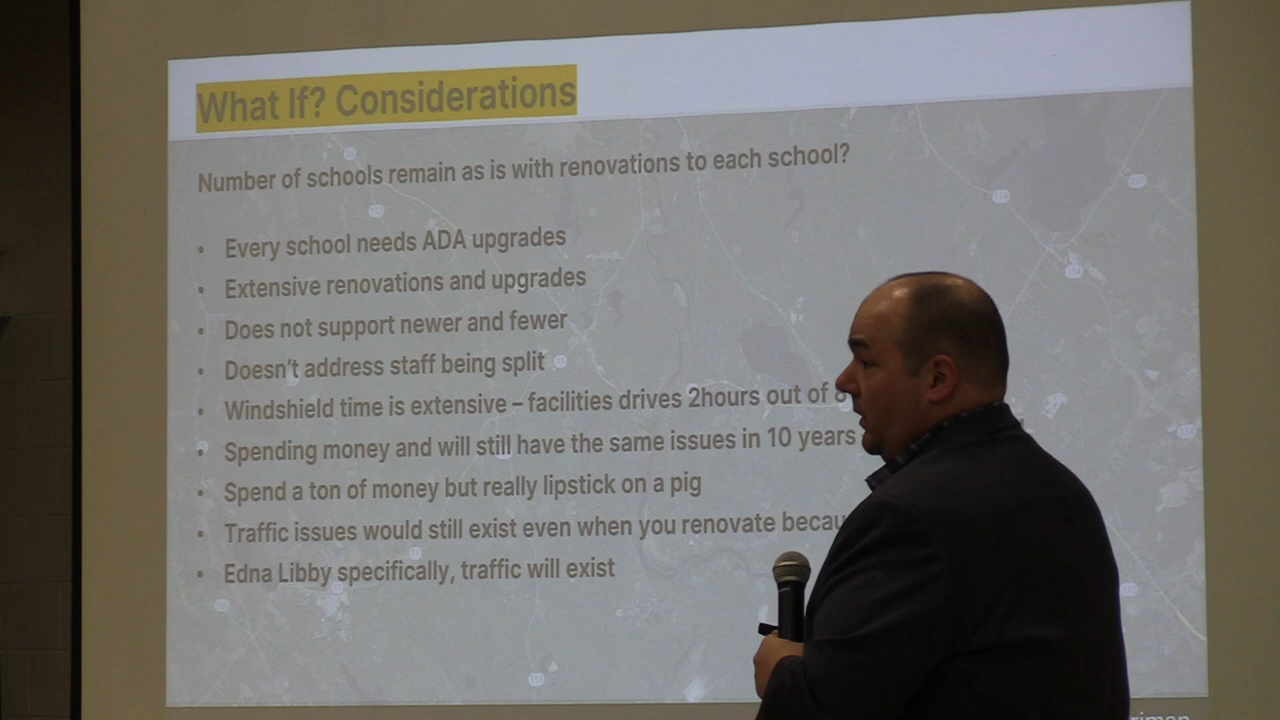 What If? Considerations
Number of schools remain as is with renovations to each school?
• Every school needs ADA upgrades
• Extensive renovations and upgrades
• Does not support newer and fewer
• Doesn't address staff being split
• Windshield time is extensive – facilities drives 2hours out of 8
• Spending money and will still have the same issues in 10 years
• Spend a ton of money but really lipstick on a pig
• Traffic issues would still exist even when you renovate
• Edna Libby specifically, traffic will exist